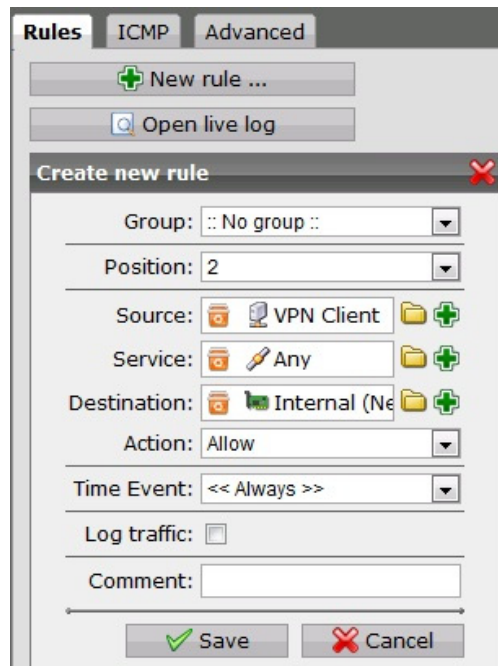 Rules ICMP Advanced
New rule ...
Open live log
Create new rule
Group: :: No group ::
Position: 2
Source: VPN Client
Service: Any
Destination: Internal (Ne
Action: Allow
Time Event: << Always >>
Log traffic:
Comment:
Save Cancel